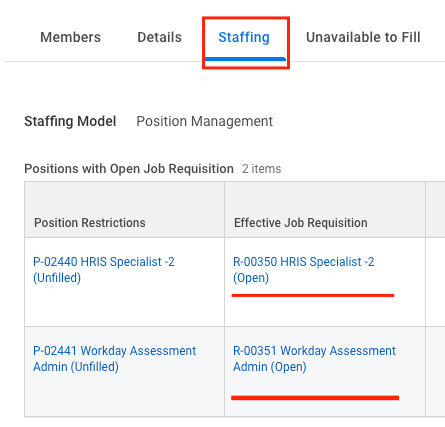 Members Details Staffing Unavailable to Fill
Staffing Model Position Management
Positions with Open Job Requisition 2 items
Position Restrictions Effective Job Requisition
P-02440 HRIS Specialist -2 R-00350 HRIS Specialist -2
(Unfilled) (Open)
P-02441 Workday Assessment R-00351 Workday Assessment
Admin (Unfilled) Admin (Open)